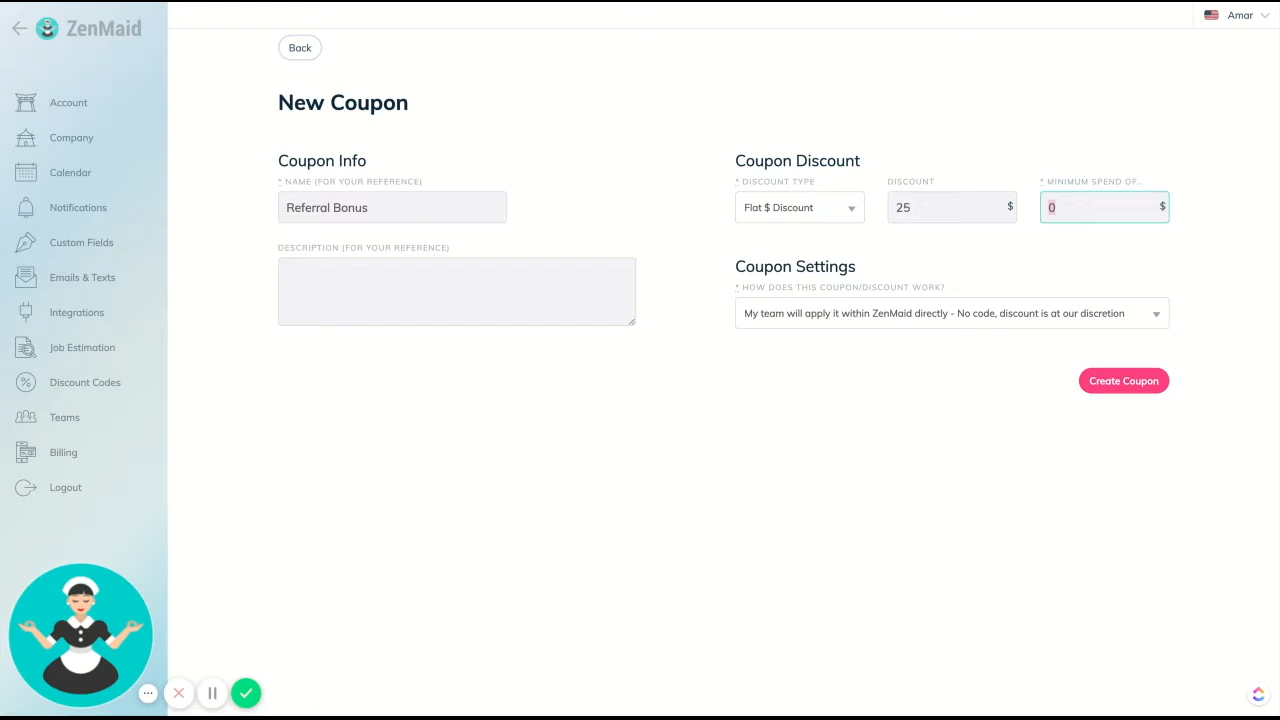 ZenMaid
Amar
Back
New Coupon
Account
Company
Calendar
Notifications
Custom Fields
Emails & Texts
Integrations
Job Estimation
Discount Codes
Teams
Billing
Logout
Coupon Info
* NAME (FOR YOUR REFERENCE)
Referral Bonus
DESCRIPTION (FOR YOUR REFERENCE)
Coupon Discount
* DISCOUNT TYPE
Flat $ Discount
DISCOUNT
25 $
* MINIMUM SPEND OF...
0 $
Coupon Settings
* HOW DOES THIS COUPON/DISCOUNT WORK?
My team will apply it within ZenMaid directly - No code, discount is at our discretion
Create Coupon